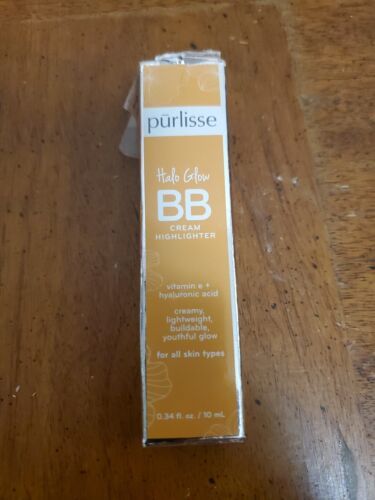 pūrlisse
Halo Glow
BB
CREAM
HIGHLIGHTER
vitamin e +
hyaluronic acid
creamy,
lightweight,
buildable,
youthful glow
for all skin types
0.34 fl. oz. / 10 mL